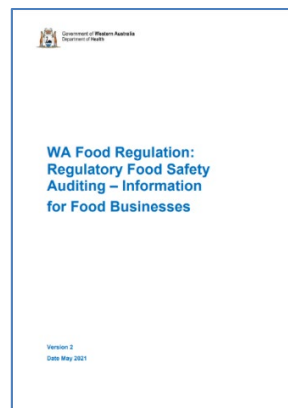 Government of Western Australia
Department of Health
WA Food Regulation:
Regulatory Food Safety
Auditing – Information
for Food Businesses
Version 2
Date May 2021